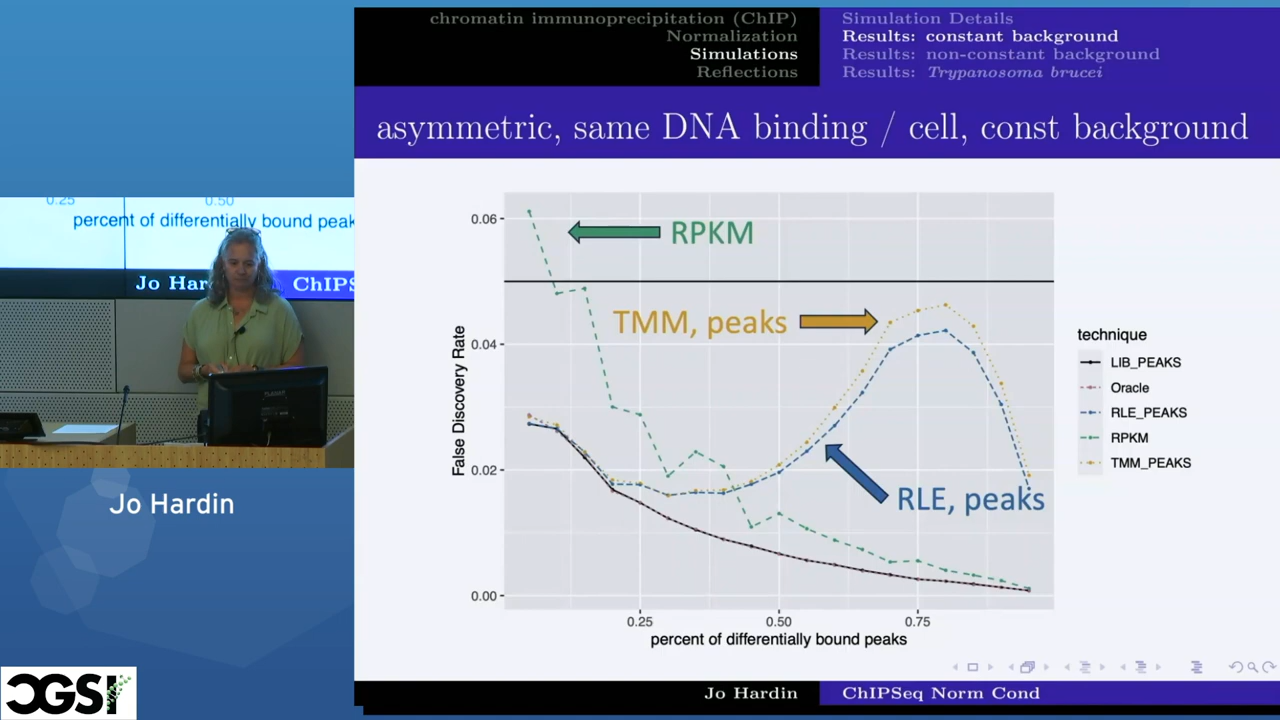 chromatin immunoprecipitation (ChIP)
Normalization
Simulations
Reflections
Simulation Details
Results: constant background
Results: non-constant background
Results: Trypanosoma brucei
asymmetric, same DNA binding / cell, const background
0.06
0.04
0.02
0.00
False Discovery Rate
RPKM
TMM, peaks
RLE, peaks
0.25
0.50
0.75
percent of differentially bound peaks
technique
LIB_PEAKS
Oracle
RLE_PEAKS
RPKM
TMM_PEAKS
Jo Hardin
ChIPSeq Norm Cond
0.25
0.50
percent of differentially bound peak
Jo Har
ChIPS
Jo Hardin
CGSI